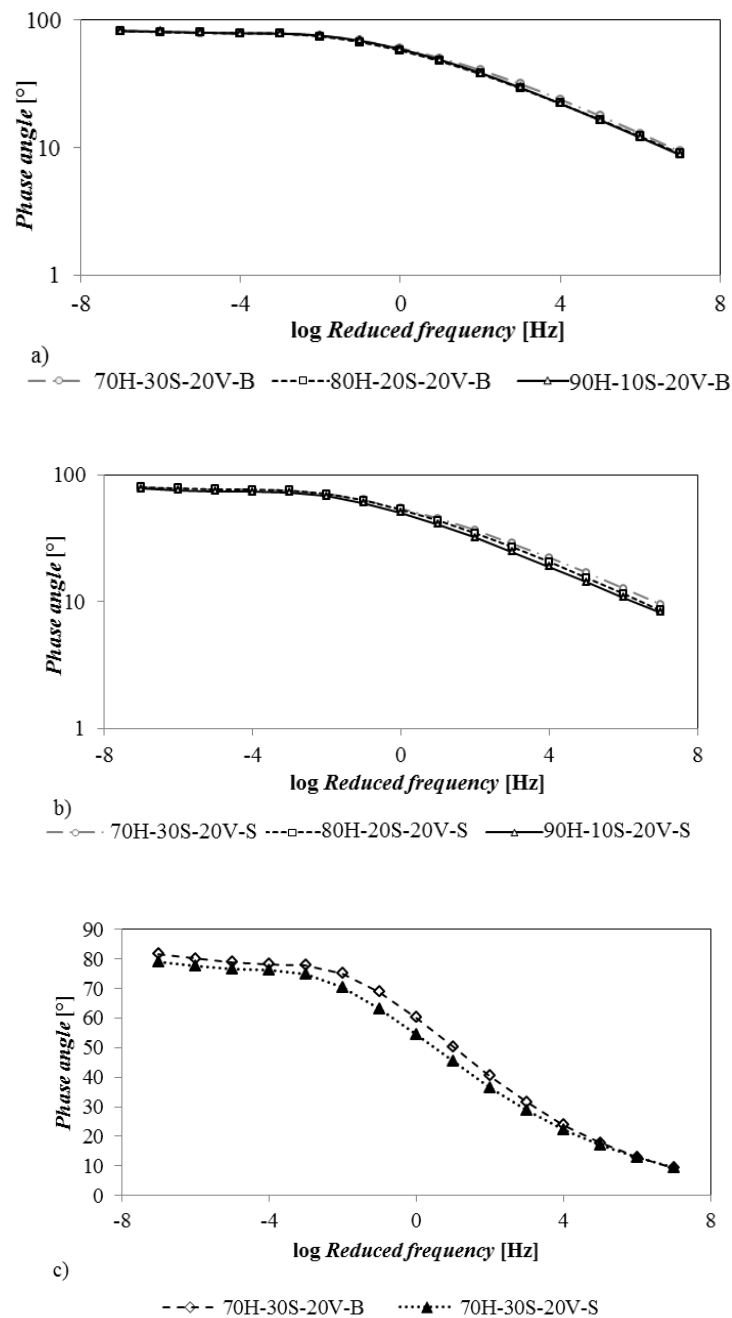 100
10
1
Phase angle [°]
-8 -4 0 4 8
log Reduced frequency [Hz]
a)
70H-30S-20V-B 80H-20S-20V-B 90H-10S-20V-B
100
10
1
Phase angle [°]
-8 -4 0 4 8
log Reduced frequency [Hz]
b)
70H-30S-20V-S 80H-20S-20V-S 90H-10S-20V-S
90
80
70
60
50
40
30
20
10
0
Phase angle [°]
-8 -4 0 4 8
log Reduced frequency [Hz]
c)
70H-30S-20V-B 70H-30S-20V-S